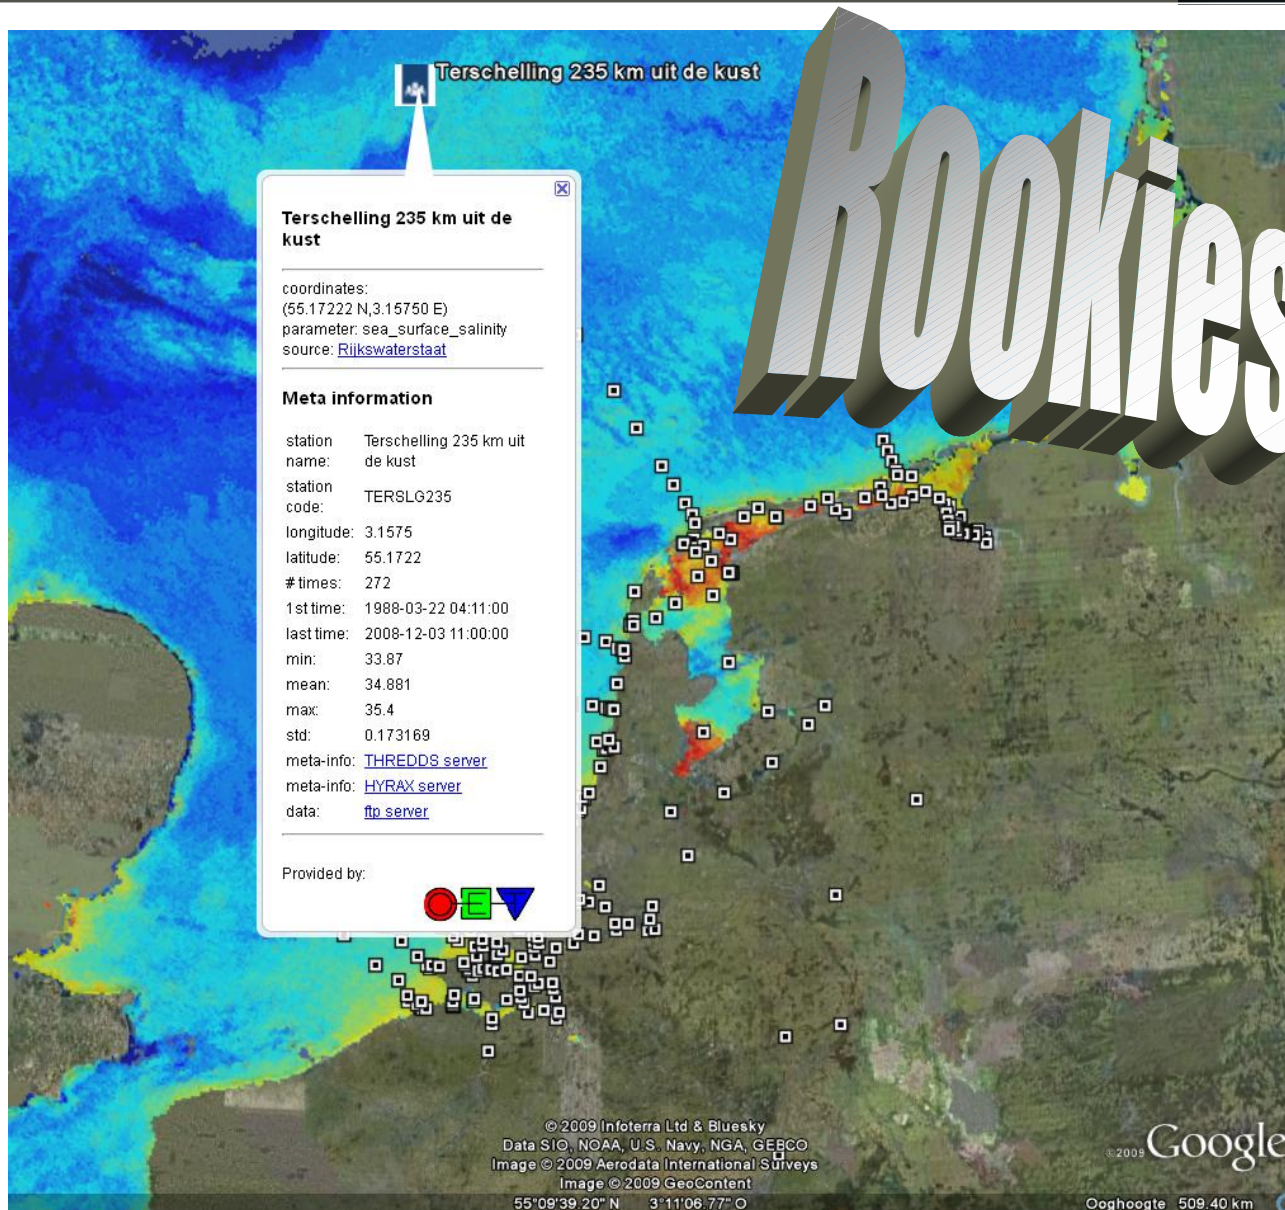 Terschelling 235 km uit de kust
Rookies
Terschelling 235 km uit de
kust
coordinates:
(55.17222 N,3.15750 E)
parameter: sea_surface_salinity
source: Rijkswaterstaat
Meta information
station name: Terschelling 235 km uit de kust
station code: TERSLG235
longitude: 3.1575
latitude: 55.1722
# times: 272
1st time: 1988-03-22 04:11:00
last time: 2008-12-03 11:00:00
min: 33.87
mean: 34.881
max: 35.4
std: 0.173169
meta-info: THREDDS server
meta-info: HYRAX server
data: ftp server
Provided by:
© 2009 Infoterra Ltd & Bluesky
Data SIO, NOAA, U.S. Navy, NGA, GEBCO
Image © 2009 Aerodata International Surveys
Image © 2009 GeoContent
©2009 Google
55°09'39.20" N 3°11'06.77" O
Ooghoogte 509.40 km